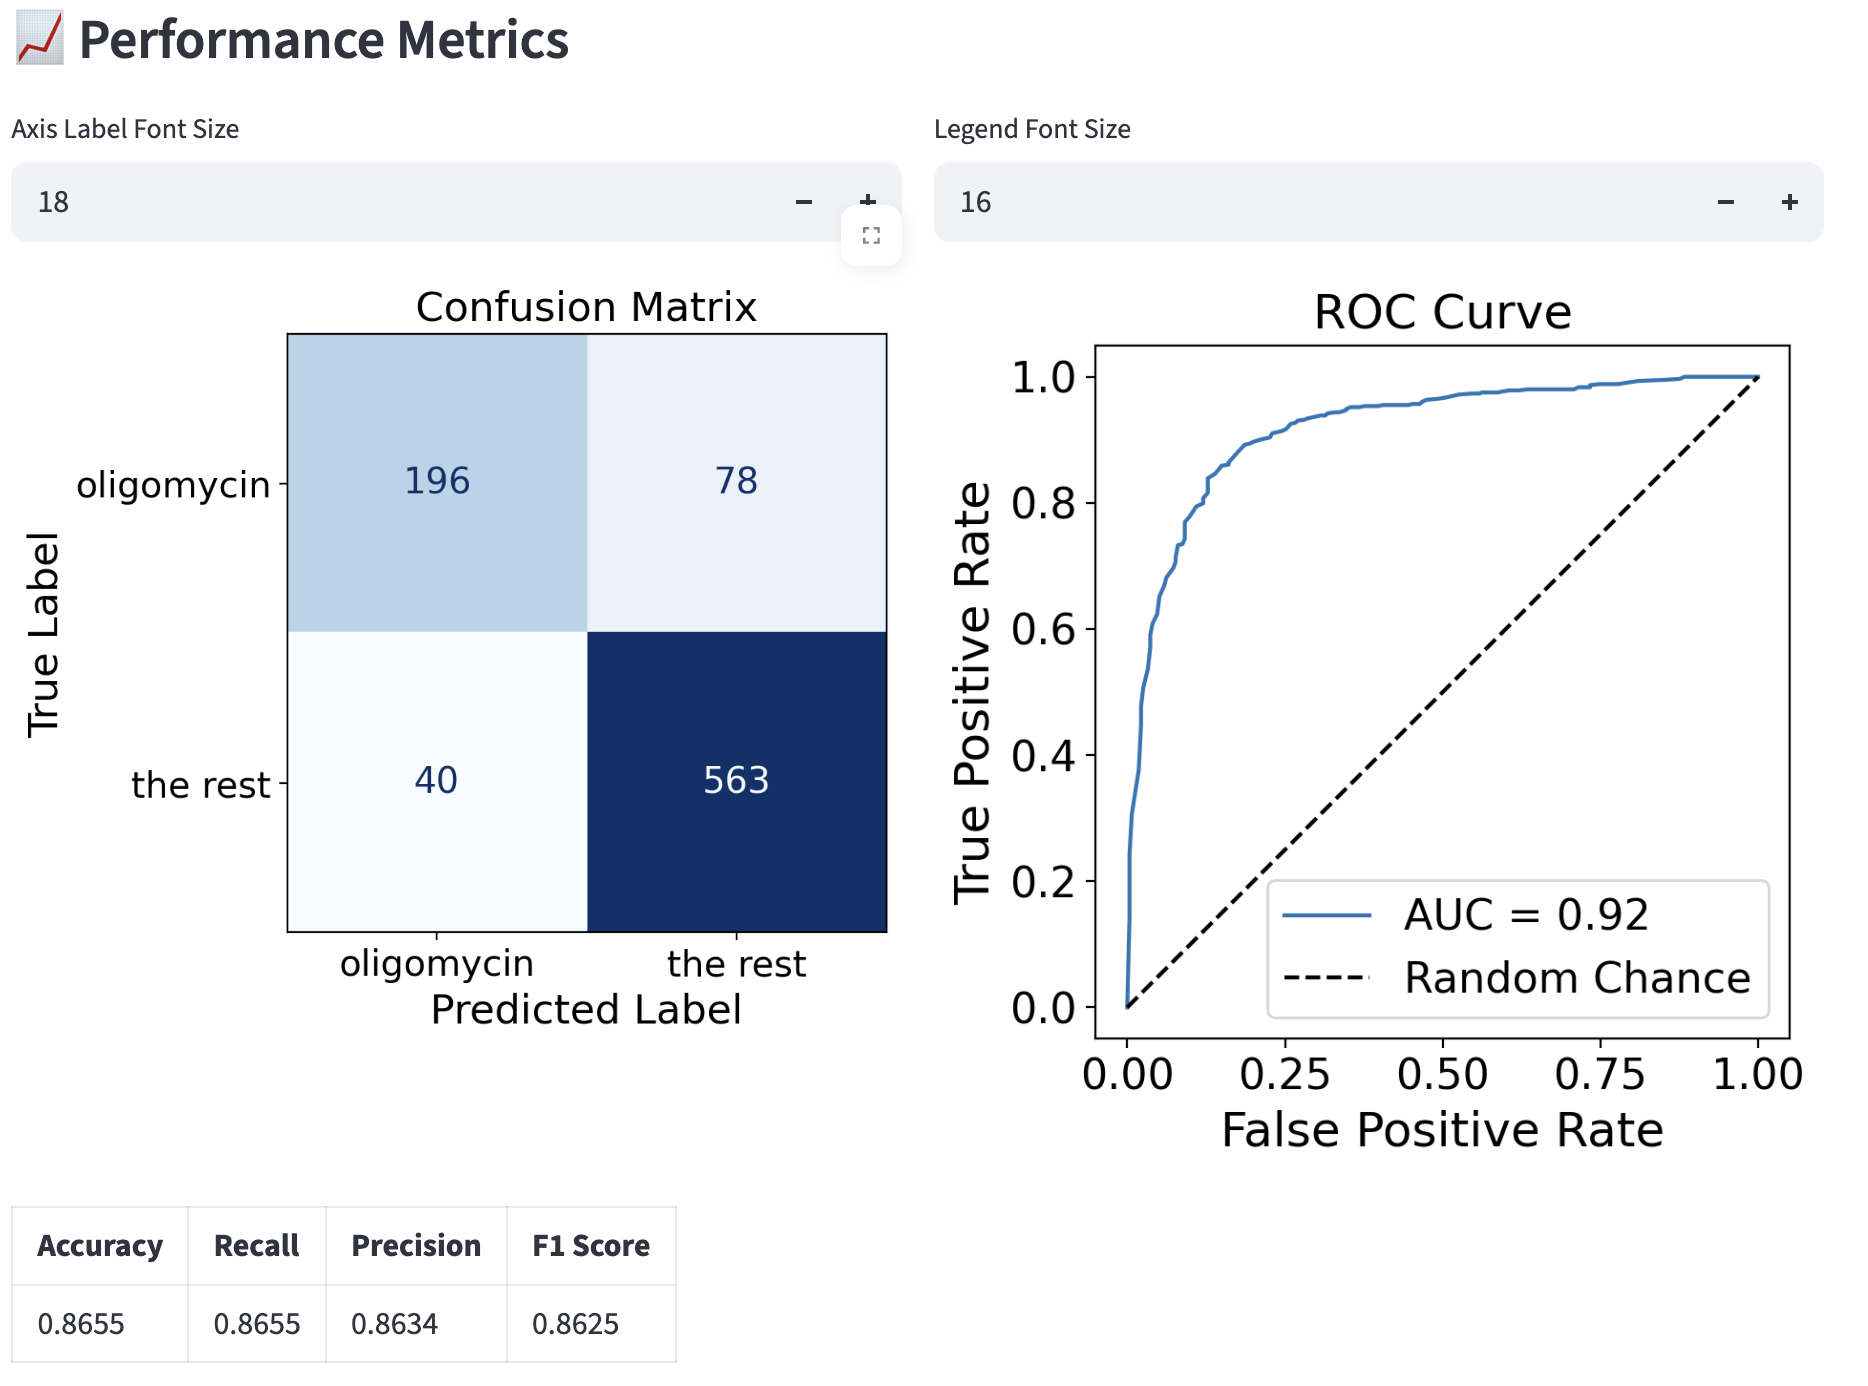 📈 Performance Metrics
Axis Label Font Size
18
− +
Legend Font Size
16
− +
Confusion Matrix
True Label
oligomycin
196 78
the rest
40 563
oligomycin the rest
Predicted Label
ROC Curve
True Positive Rate
1.0
0.8
0.6
0.4
0.2
0.0
AUC = 0.92
Random Chance
0.00 0.25 0.50 0.75 1.00
False Positive Rate
Accuracy Recall Precision F1 Score
0.8655 0.8655 0.8634 0.8625